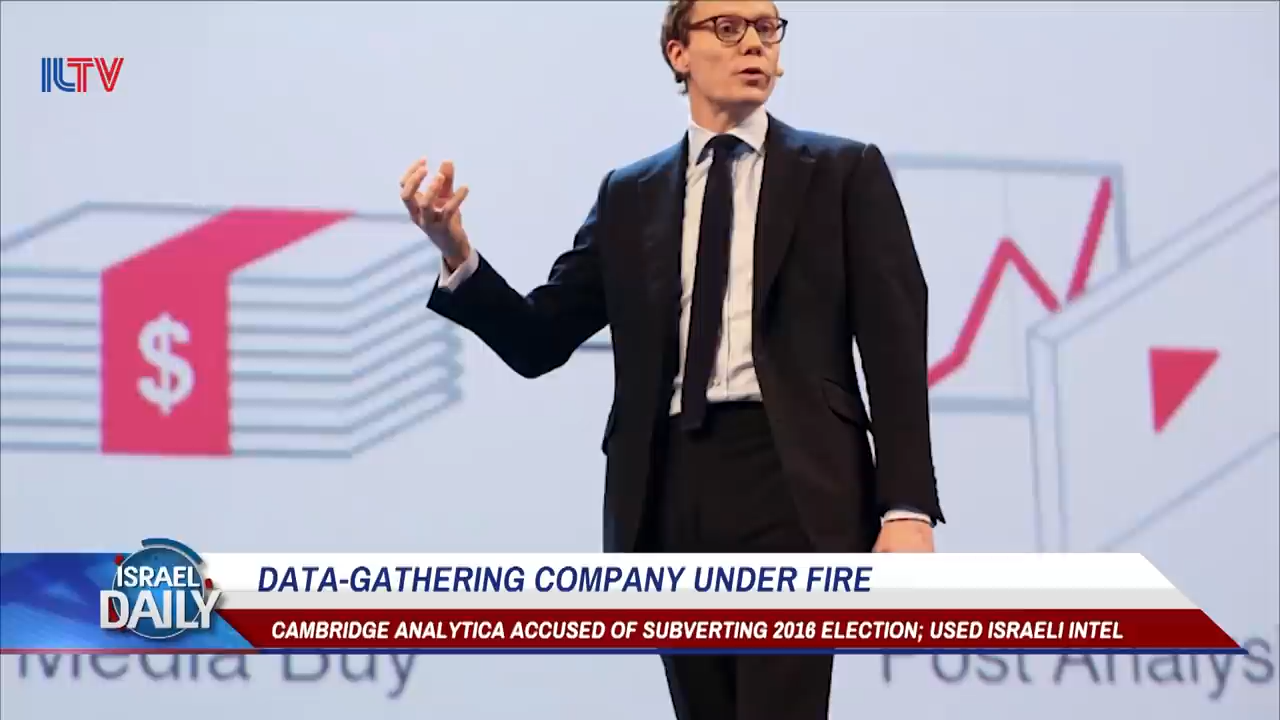 ILTV
$
ISRAEL
DAILY
DATA-GATHERING COMPANY UNDER FIRE
CAMBRIDGE ANALYTICA ACCUSED OF SUBVERTING 2016 ELECTION; USED ISRAELI INTEL
Media Buy
Post Analys